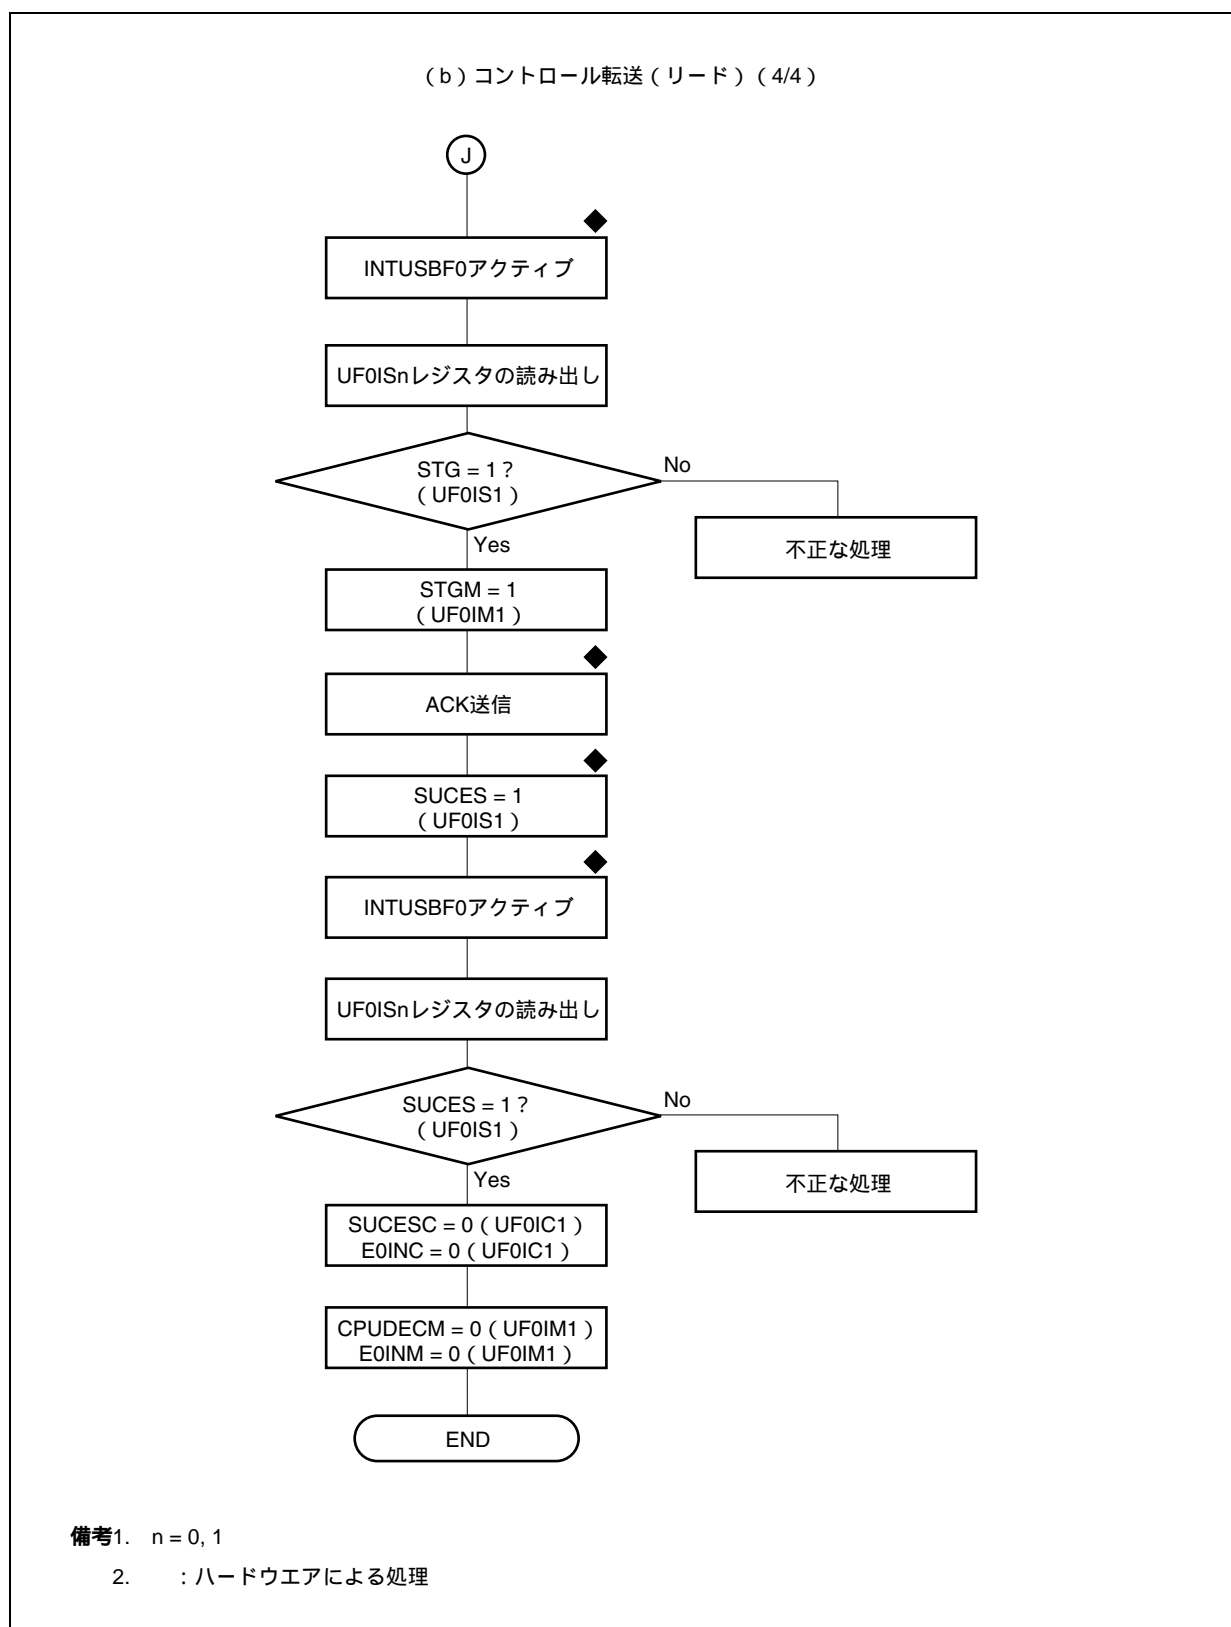 （b）コントロール転送（リード）（4/4）
J
INTUSBF0アクティブ
UF0ISnレジスタの読み出し
STG = 1？
（UF0IS1）
No
不正な処理
Yes
STGM = 1
（UF0IM1）
ACK送信
SUCES = 1
（UF0IS1）
INTUSBF0アクティブ
UF0ISnレジスタの読み出し
SUCES = 1？
（UF0IS1）
No
不正な処理
Yes
SUCESC = 0（UF0IC1）
E0INC = 0（UF0IC1）
CPUDECM = 0（UF0IM1）
E0INM = 0（UF0IM1）
END
備考1. n = 0, 1
2. ：ハードウエアによる処理